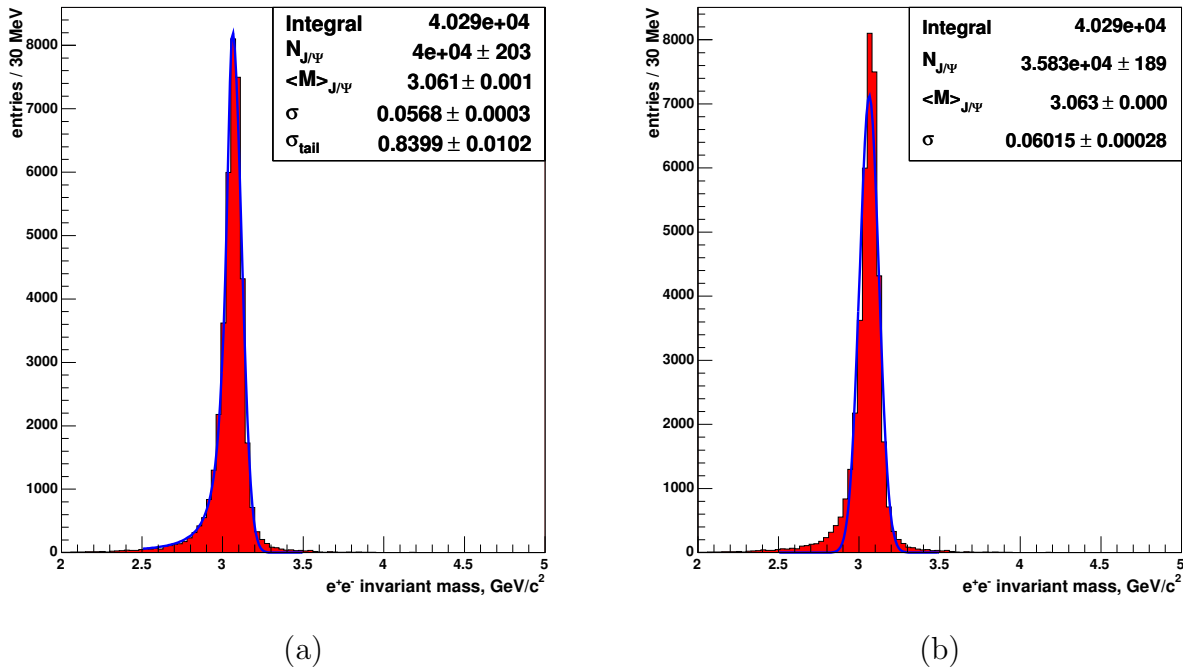 Integral 4.029e+04
N_J/Ψ 4e+04 ± 203
<M>_J/Ψ 3.061 ± 0.001
σ 0.0568 ± 0.0003
σ_tail 0.8399 ± 0.0102
entries / 30 MeV
8000
7000
6000
5000
4000
3000
2000
1000
0
2 2.5 3 3.5 4 4.5 5
e⁺e⁻ invariant mass, GeV/c²
(a)
Integral 4.029e+04
N_J/Ψ 3.583e+04 ± 189
<M>_J/Ψ 3.063 ± 0.000
σ 0.06015 ± 0.00028
entries / 30 MeV
8000
7000
6000
5000
4000
3000
2000
1000
0
2 2.5 3 3.5 4 4.5 5
e⁺e⁻ invariant mass, GeV/c²
(b)